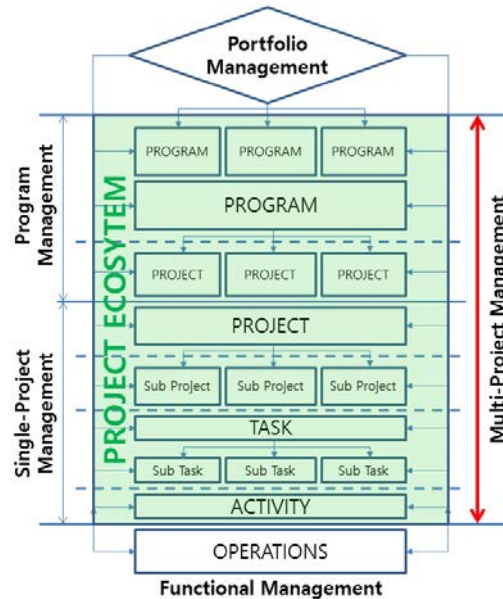 Portfolio
Management
PROGRAM
PROGRAM
PROGRAM
PROGRAM
PROJECT
PROJECT
PROJECT
PROJECT
Sub Project
Sub Project
Sub Project
TASK
Sub Task
Sub Task
Sub Task
ACTIVITY
OPERATIONS
Functional Management
Program
Management
Single-Project
Management
PROJECT ECOSYTEM
Multi-Project Management